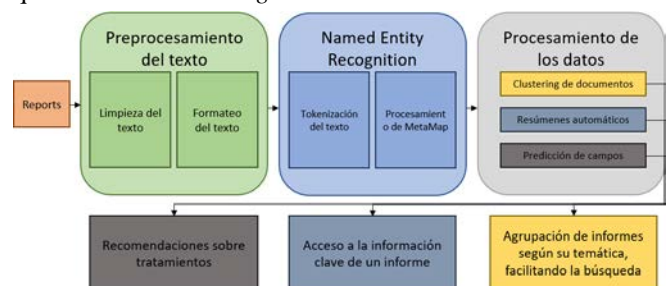 Preprocesamiento
del texto
Named Entity
Recognition
Procesamiento de
los datos
Reports
Limpieza del
texto
Formateo
del texto
Tokenización
del texto
Procesamient
o de MetaMap
Clustering de documentos
Resúmenes automáticos
Predicción de campos
Recomendaciones sobre
tratamientos
Acceso a la información
clave de un informe
Agrupación de informes
según su temática,
facilitando la búsqueda